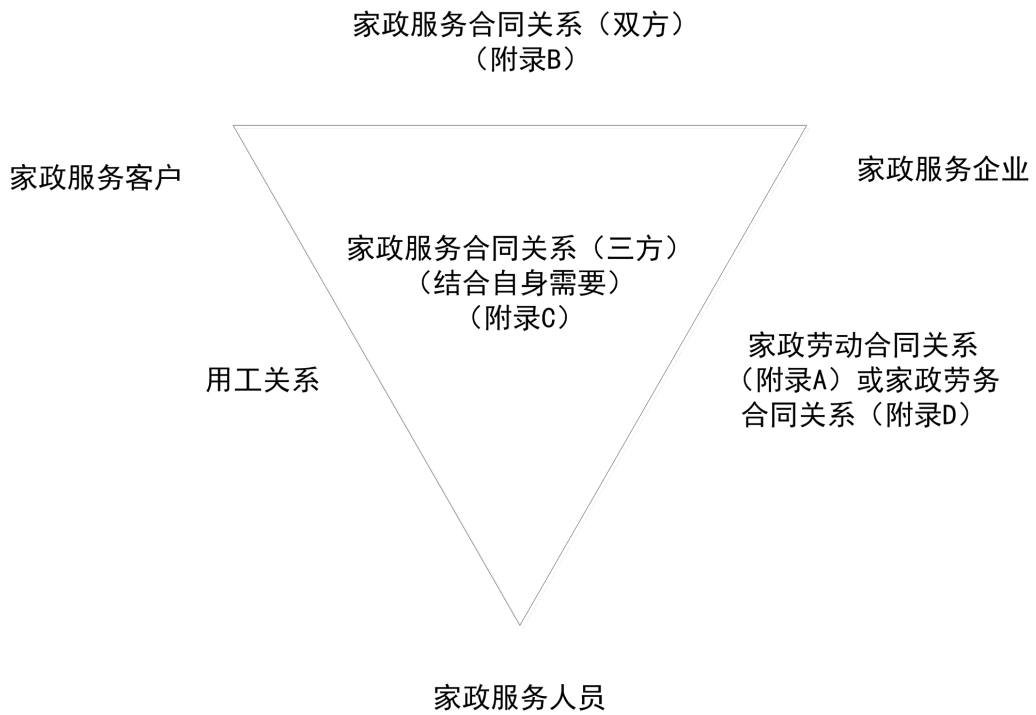 家政服务合同关系（双方）
（附录B）
家政服务客户
家政服务企业
家政服务合同关系（三方）
（结合自身需要）
（附录C）
用工关系
家政劳动合同关系
（附录A）或家政劳务
合同关系（附录D）
家政服务人员